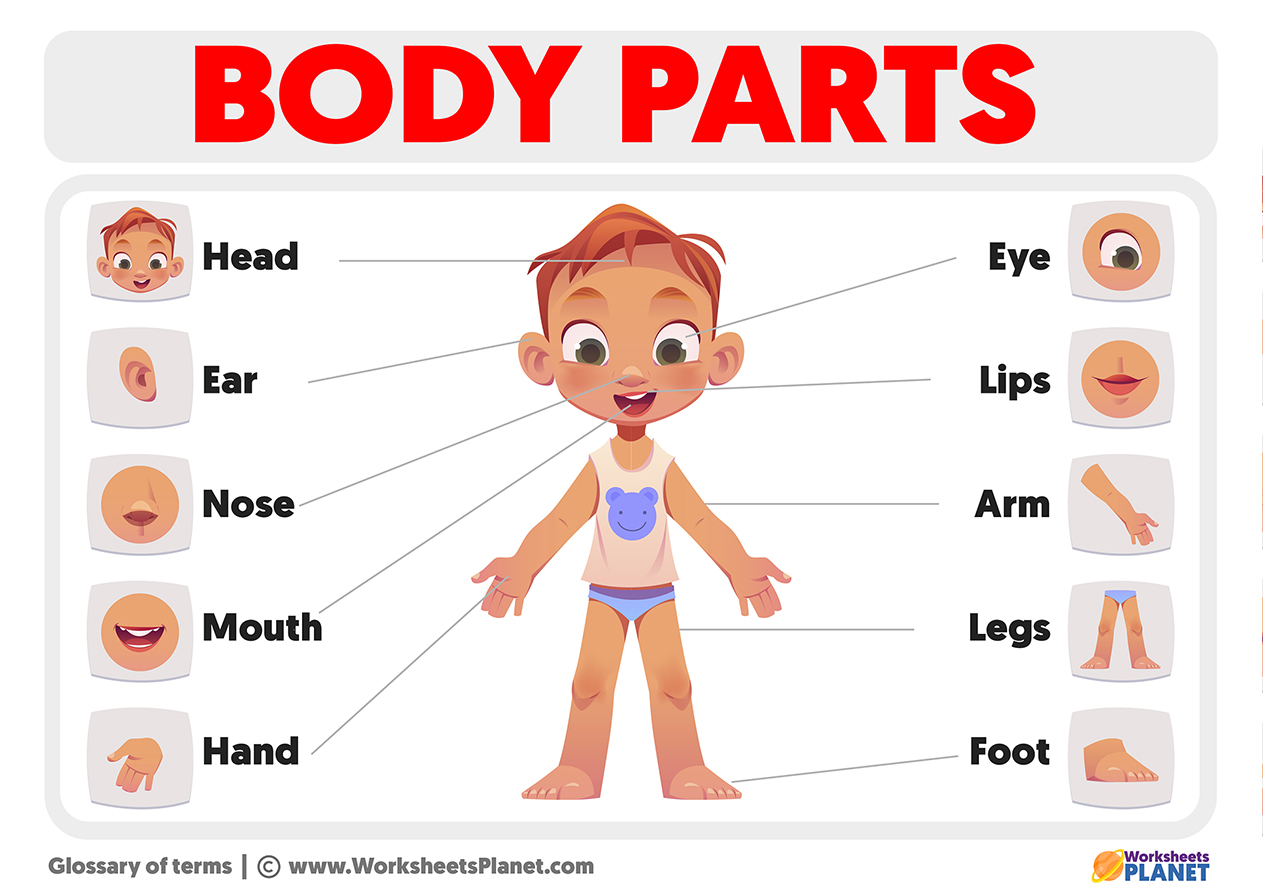 BODY PARTS
Head
Ear
Nose
Mouth
Hand
Eye
Lips
Arm
Legs
Foot
Glossary of terms | © www.WorksheetsPlanet.com
Worksheets
PLANET